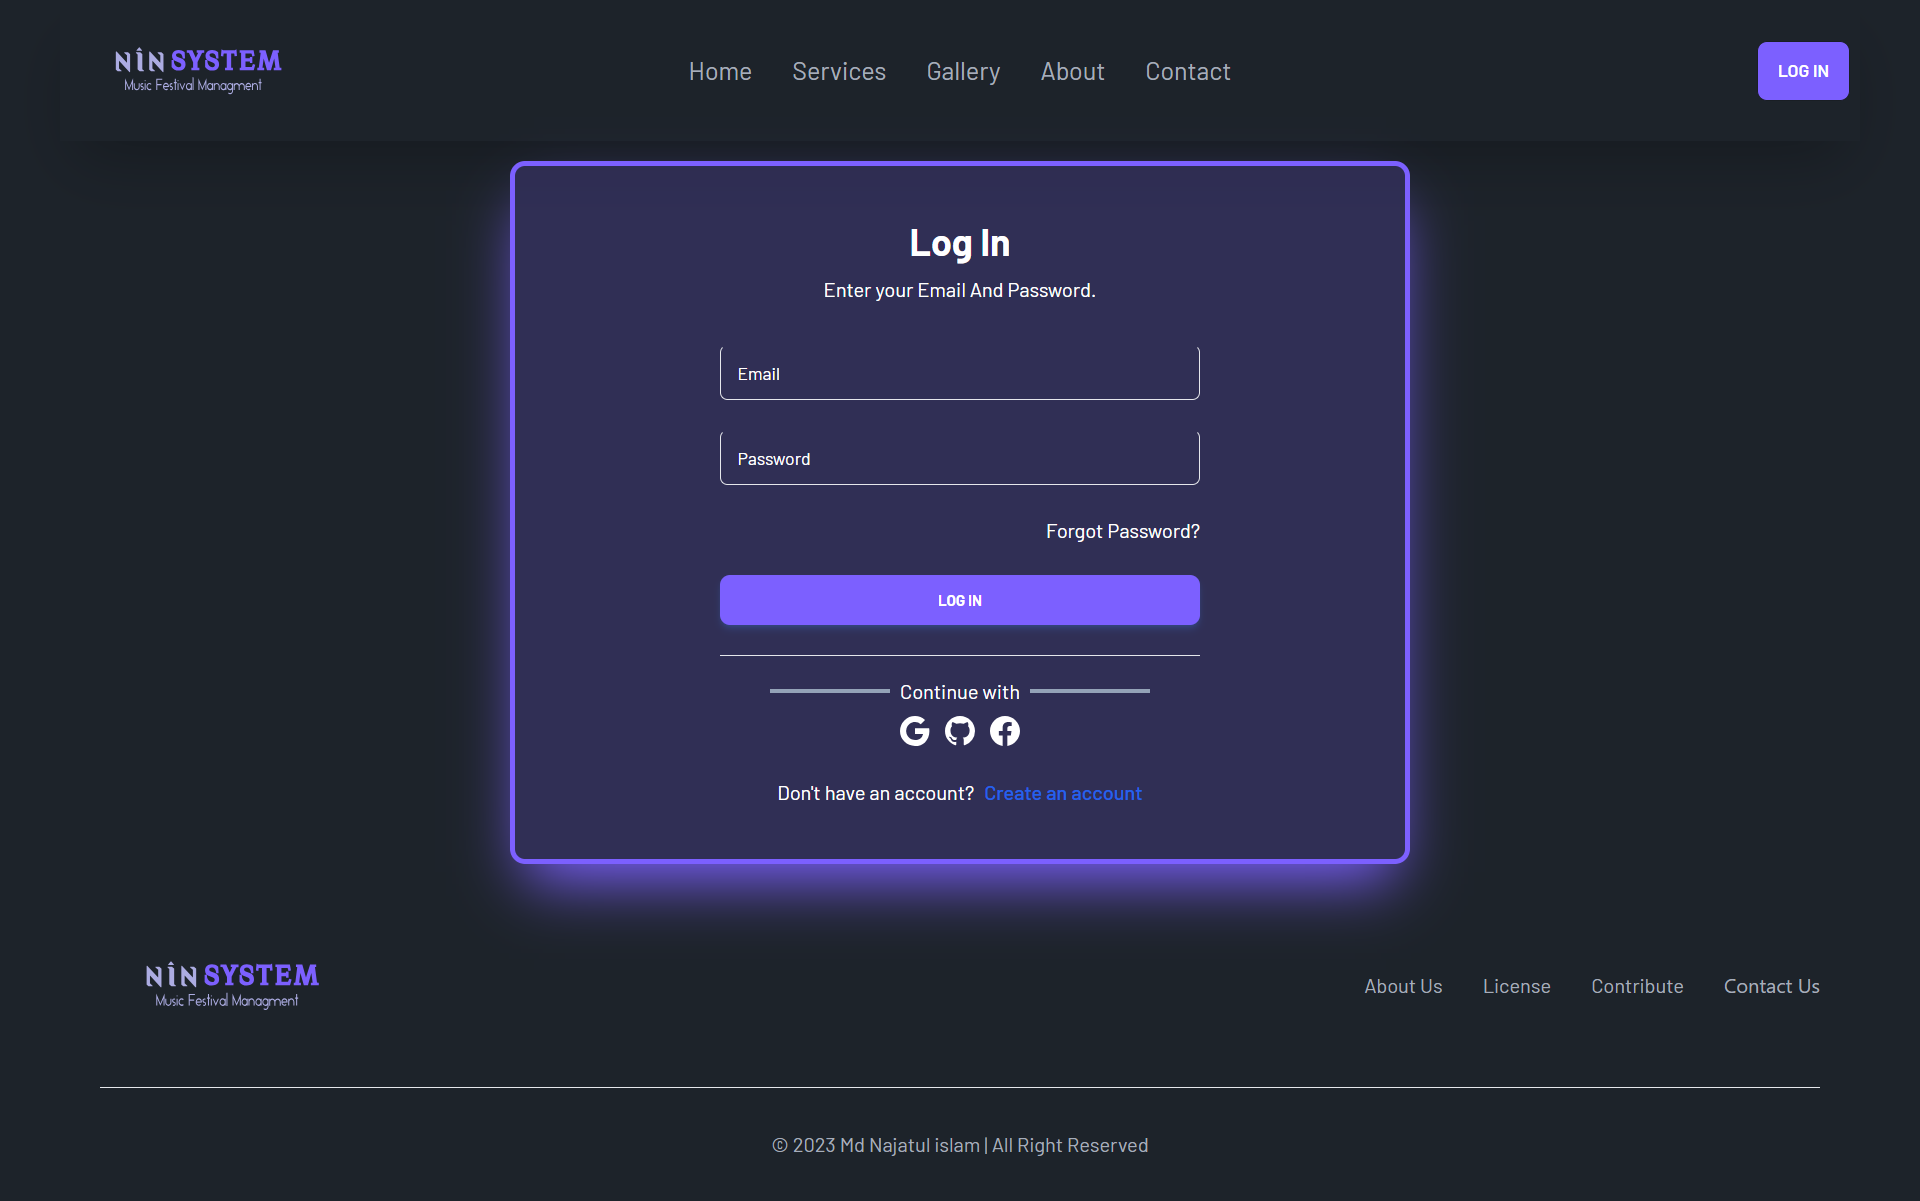 NiN SYSTEM
Music Festival Managment
Home Services Gallery About Contact
LOG IN
Log In
Enter your Email And Password.
Email
Password
Forgot Password?
LOG IN
Continue with
Don't have an account? Create an account
NiN SYSTEM
Music Festival Managment
About Us License Contribute Contact Us
© 2023 Md Najatul islam | All Right Reserved